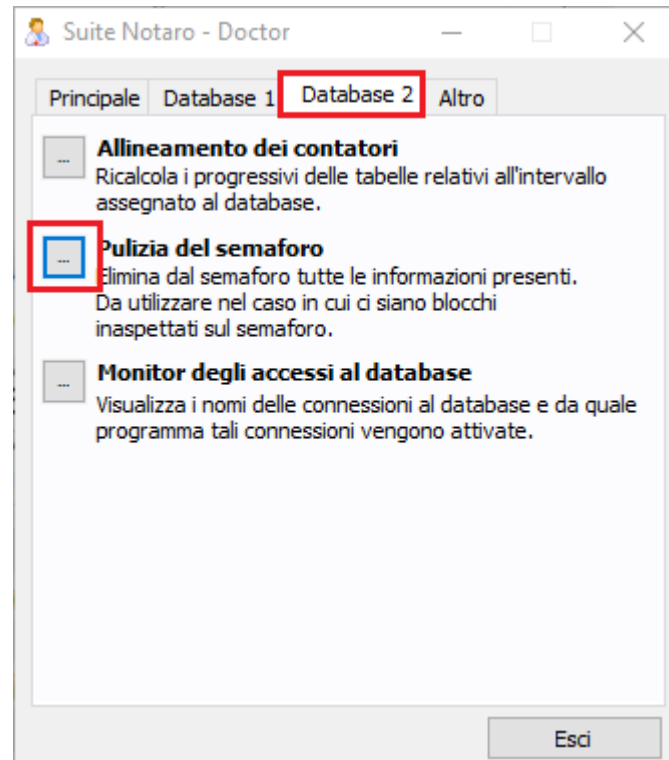 Suite Notaro - Doctor
Principale Database 1 Database 2 Altro
... Allineamento dei contatori
Ricalcola i progressivi delle tabelle relativi all'intervallo
assegnato al database.
... Pulizia del semaforo
Elimina dal semaforo tutte le informazioni presenti.
Da utilizzare nel caso in cui ci siano blocchi
inaspettati sul semaforo.
... Monitor degli accessi al database
Visualizza i nomi delle connessioni al database e da quale
programma tali connessioni vengono attivate.
Esci